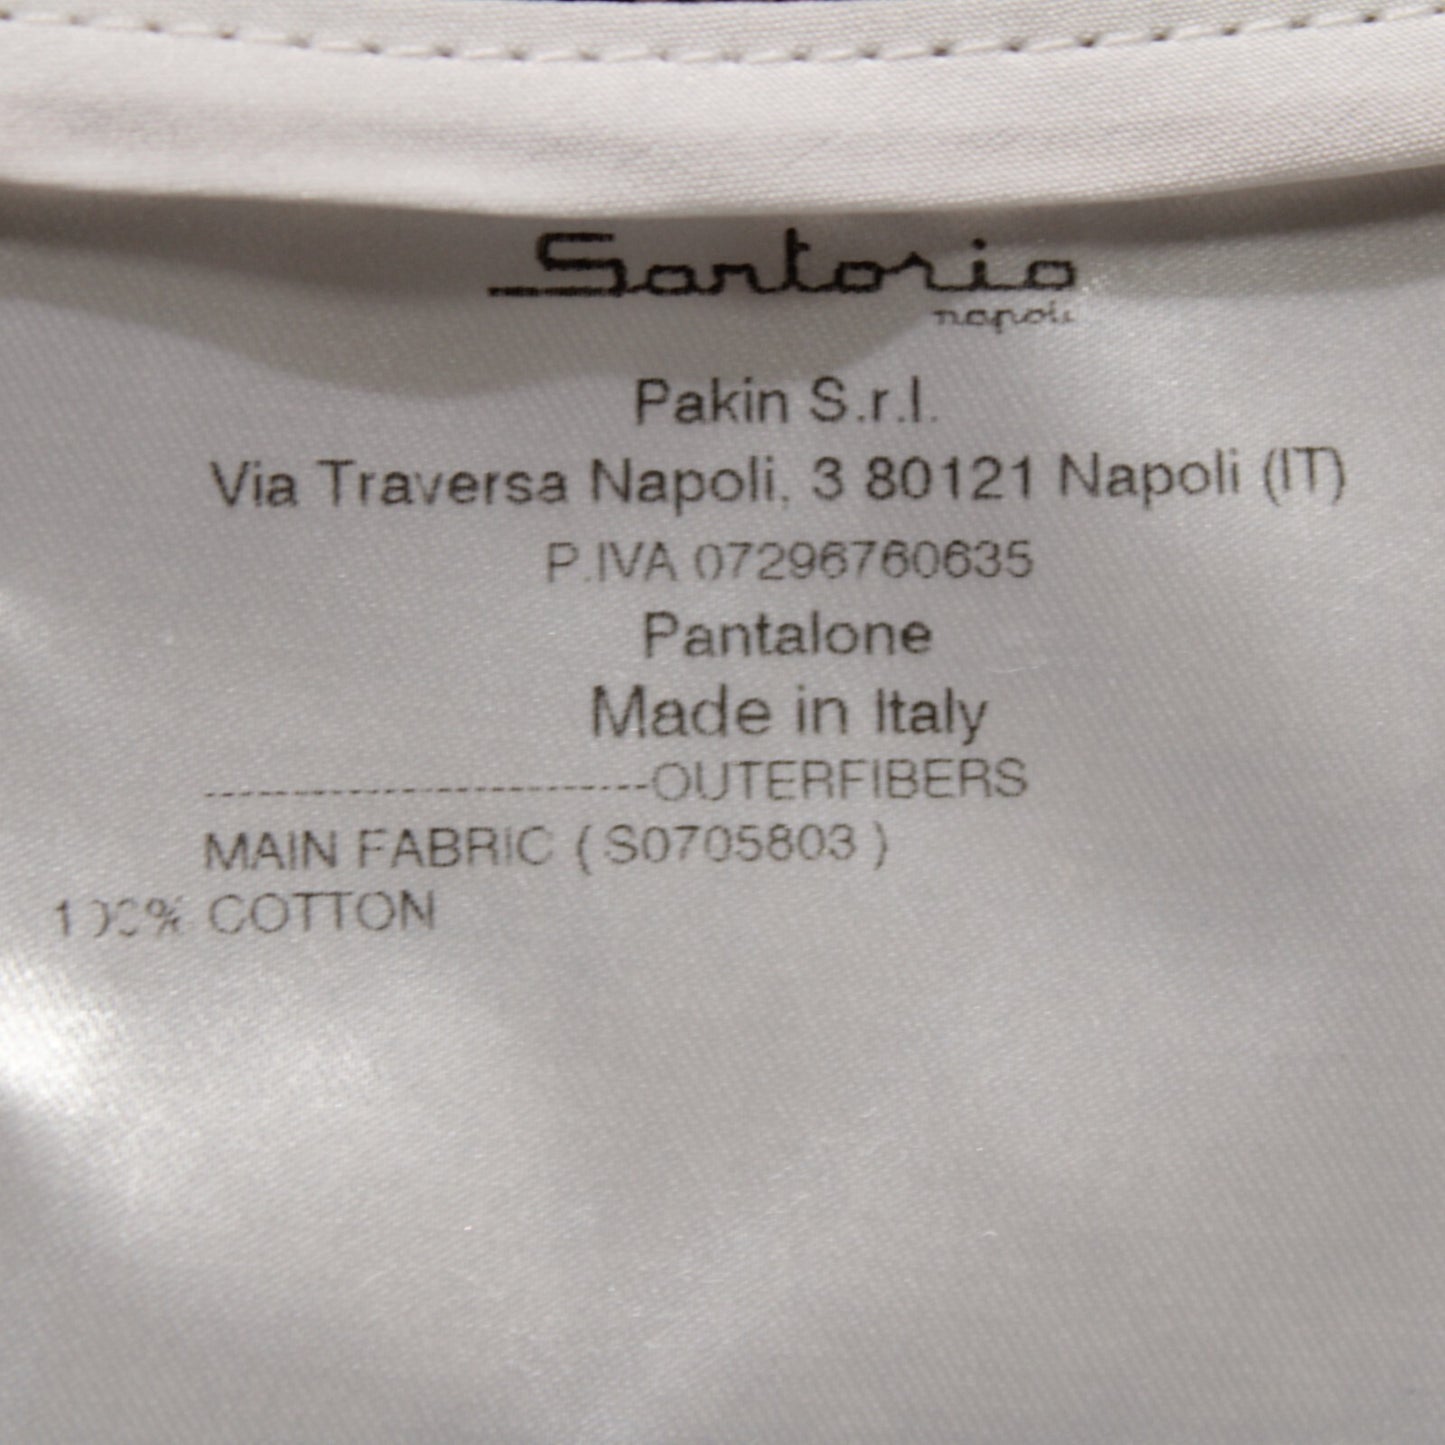 Sartorio
napoli
Pakin S.r.l.
Via Traversa Napoli, 3 80121 Napoli (IT)
P.IVA 07296760635
Pantalone
Made in Italy
-------------------------OUTERFIBERS
MAIN FABRIC ( S0705803 )
100% COTTON